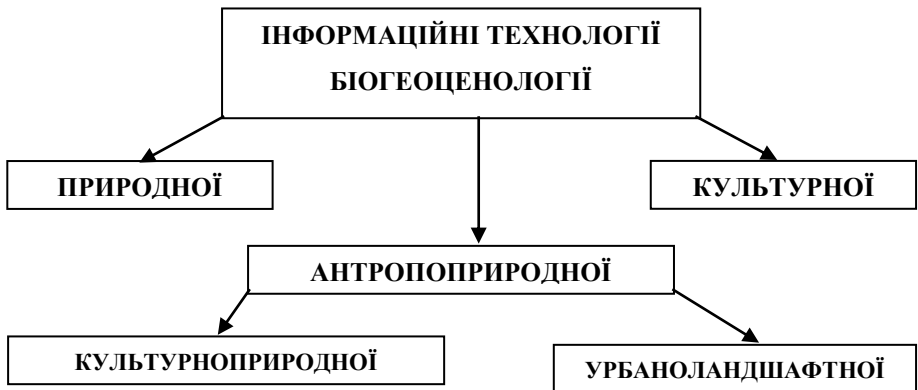 ІНФОРМАЦІЙНІ ТЕХНОЛОГІЇ
БІОГЕОЦЕНОЛОГІЇ
ПРИРОДНОЇ
КУЛЬТУРНОЇ
АНТРОПОПРИРОДНОЇ
КУЛЬТУРНОПРИРОДНОЇ
УРБАНОЛАНДШАФТНОЇ